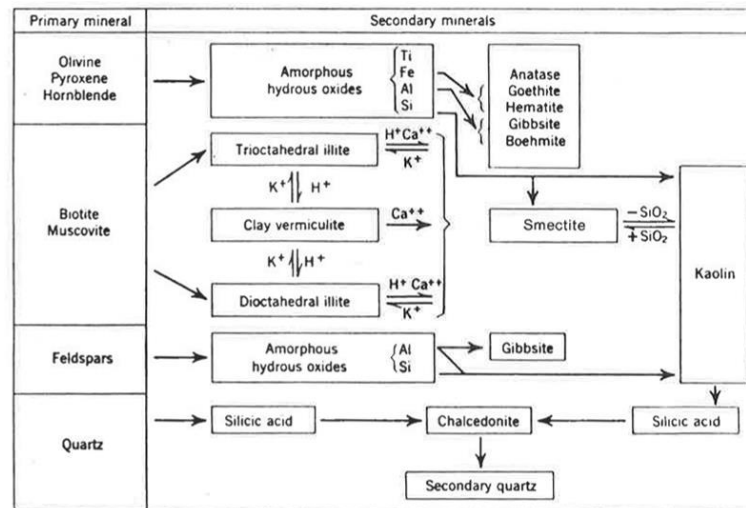 Primary mineral
Secondary minerals
Olivine
Pyroxene
Hornblende
Amorphous
hydrous oxides
Ti
Fe
Al
Si
Anatase
Goethite
Hematite
Gibbsite
Boehmite
Biotite
Muscovite
Trioctahedral illite
H+Ca++
K+
K+ H+
Clay vermiculite
Ca++
K+ H+
Dioctahedral illite
H+ Ca++
K+
Smectite
−SiO2
+SiO2
Kaolin
Feldspars
Amorphous
hydrous oxides
Al
Si
Gibbsite
Quartz
Silicic acid
Chalcedonite
Silicic acid
Secondary quartz